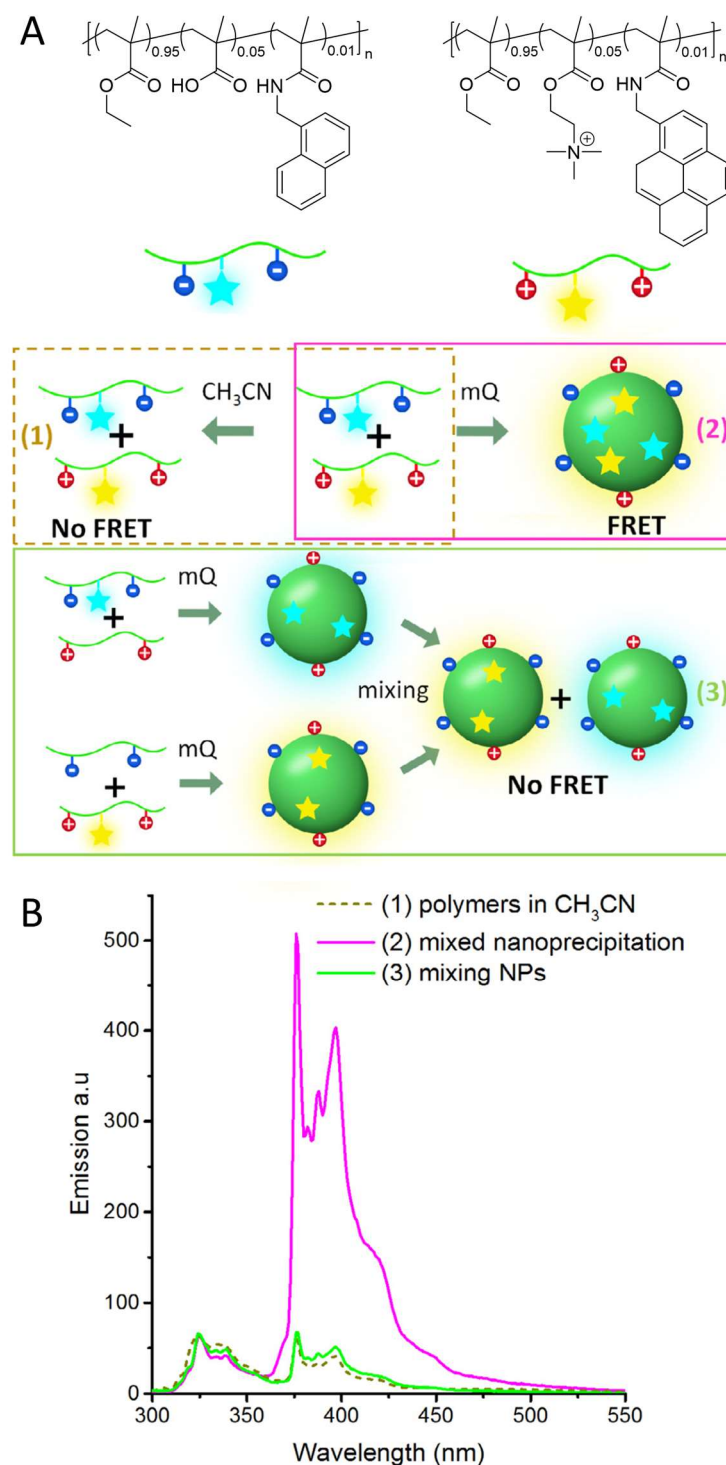 A
0.95 0.05 0.01 n
O O HO O HN O
0.95 0.05 0.01 n
O O O O HN O
N +
CH₃CN
mQ
(1)
+
+
(2)
No FRET
FRET
mQ
+
mixing
+
(3)
mQ
+
No FRET
B
(1) polymers in CH₃CN
(2) mixed nanoprecipitation
(3) mixing NPs
500
400
300
200
100
0
Emission a.u
300 350 400 450 500 550
Wavelength (nm)